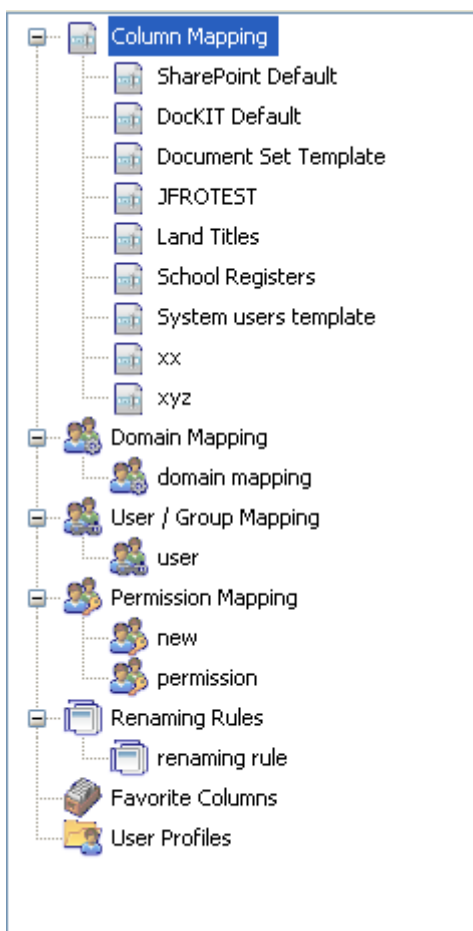 Column Mapping
SharePoint Default
DocKIT Default
Document Set Template
JFROTEST
Land Titles
School Registers
System users template
xx
xyz
Domain Mapping
domain mapping
User / Group Mapping
user
Permission Mapping
new
permission
Renaming Rules
renaming rule
Favorite Columns
User Profiles